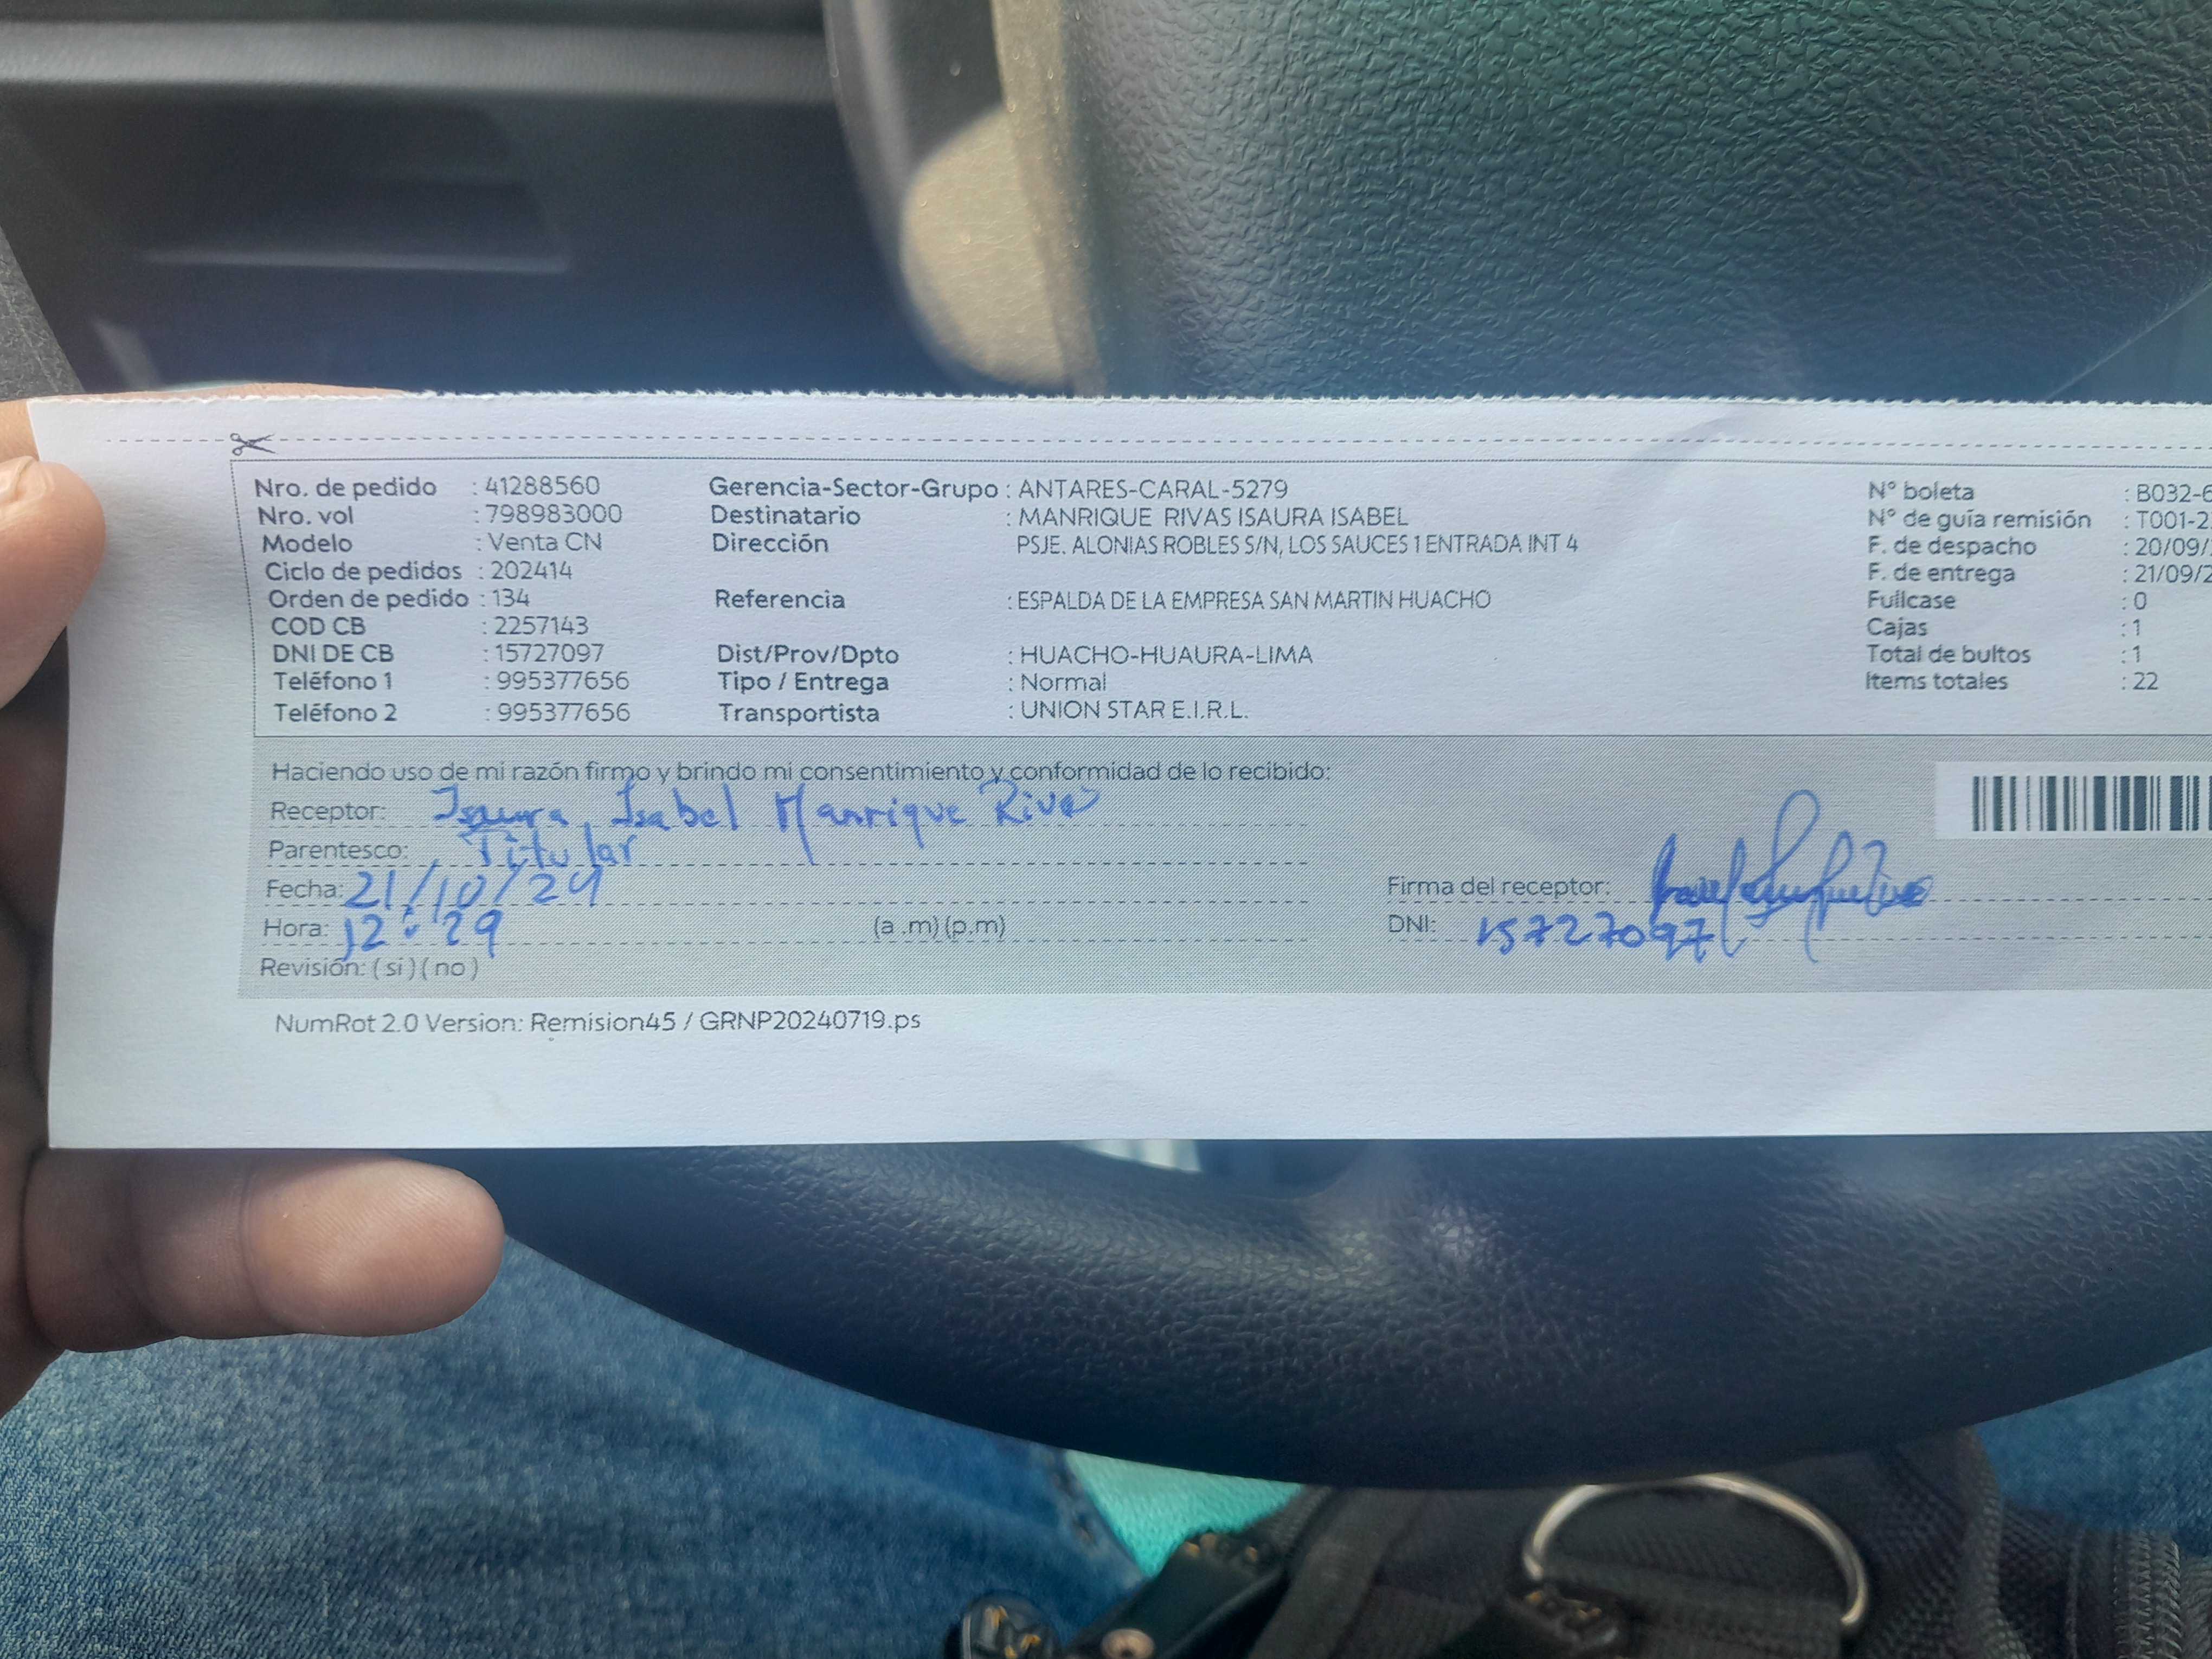 Nro. de pedido : 41288560
Nro. vol : 798983000
Modelo : Venta CN
Ciclo de pedidos : 202414
Orden de pedido : 134
COD CB : 2257143
DNI DE CB : 15727097
Teléfono 1 : 995377656
Teléfono 2 : 995377656
Gerencia-Sector-Grupo : ANTARES-CARAL-5279
Destinatario : MANRIQUE RIVAS ISAURA ISABEL
Dirección PSJE. ALONIAS ROBLES S/N, LOS SAUCES 1 ENTRADA INT 4
Referencia : ESPALDA DE LA EMPRESA SAN MARTIN HUACHO
Dist/Prov/Dpto : HUACHO-HUAURA-LIMA
Tipo / Entrega : Normal
Transportista : UNION STAR E.I.R.L.
N° boleta : B032-6
N° de guía remisión : T001-2
F. de despacho : 20/09/
F. de entrega : 21/09/2
Fullcase : 0
Cajas : 1
Total de bultos : 1
Items totales : 22
Haciendo uso de mi razón firmo y brindo mi consentimiento y conformidad de lo recibido:
Receptor: Isaura Isabel Manrique Rivas
Parentesco: Titular
Fecha: 21/10/24
Hora: 12:29 (a .m) (p.m)
Revisión: ( si ) ( no )
Firma del receptor:
DNI: 15727097
NumRot 2.0 Version: Remision45 / GRNP20240719.ps